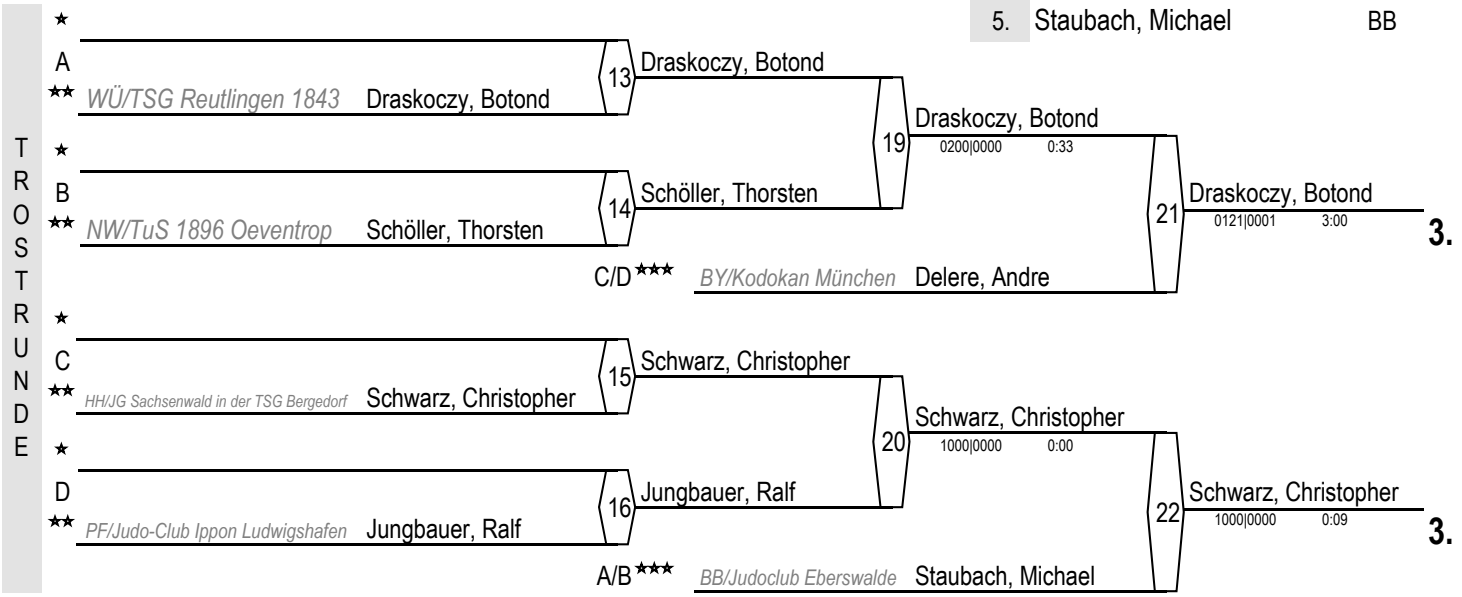 5. Staubach, Michael BB
TROSTRUNDE
★
A
13 Draskoczy, Botond
★★ WÜ/TSG Reutlingen 1843 Draskoczy, Botond
19 Draskoczy, Botond
0200|0000 0:33
★
B
14 Schöller, Thorsten
★★ NW/TuS 1896 Oeventrop Schöller, Thorsten
21 Draskoczy, Botond
0121|0001 3:00
3.
C/D ★★★ BY/Kodokan München Delere, Andre
★
C
15 Schwarz, Christopher
★★ HH/JG Sachsenwald in der TSG Bergedorf Schwarz, Christopher
20 Schwarz, Christopher
1000|0000 0:00
★
D
16 Jungbauer, Ralf
★★ PF/Judo-Club Ippon Ludwigshafen Jungbauer, Ralf
22 Schwarz, Christopher
1000|0000 0:09
3.
A/B ★★★ BB/Judoclub Eberswalde Staubach, Michael